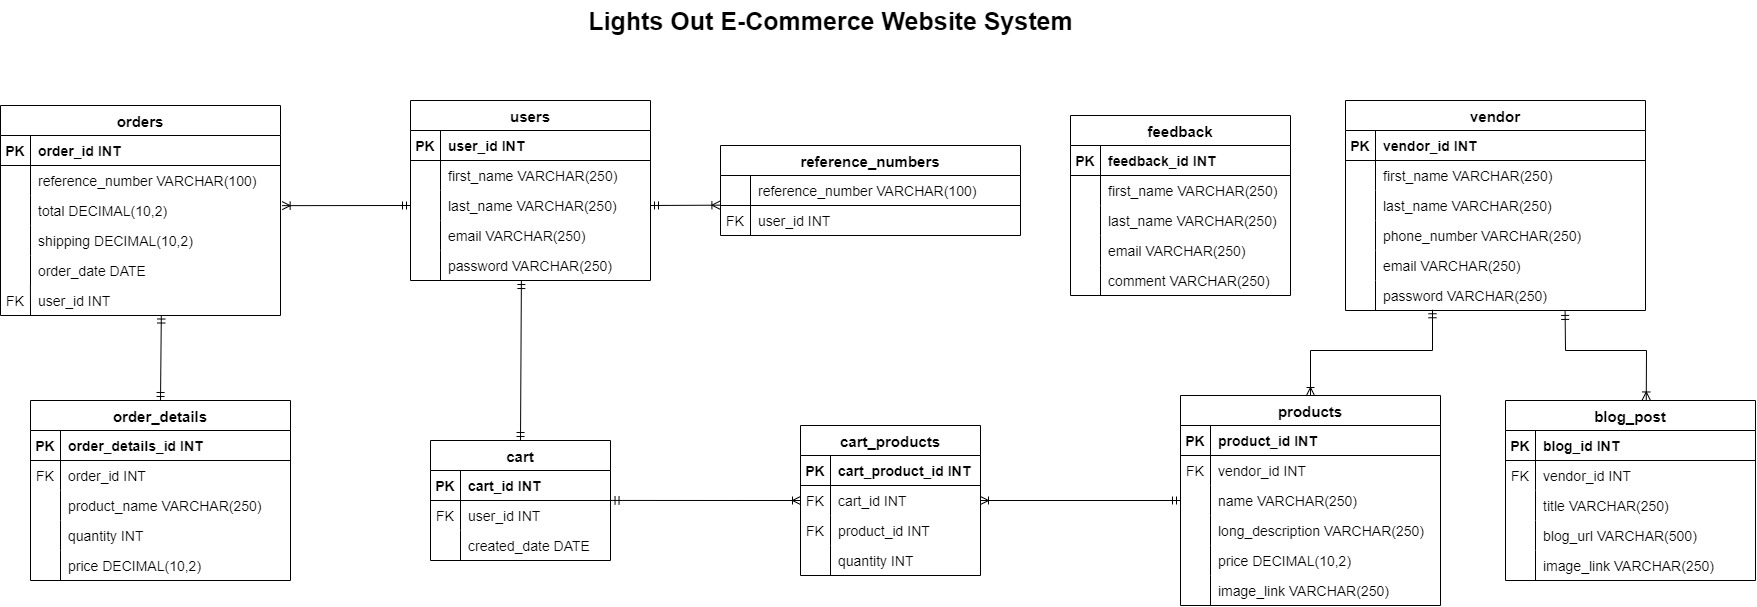 Lights Out E-Commerce Website System
orders
PK order_id INT
reference_number VARCHAR(100)
total DECIMAL(10,2)
shipping DECIMAL(10,2)
order_date DATE
FK user_id INT
users
PK user_id INT
first_name VARCHAR(250)
last_name VARCHAR(250)
email VARCHAR(250)
password VARCHAR(250)
reference_numbers
reference_number VARCHAR(100)
FK user_id INT
feedback
PK feedback_id INT
first_name VARCHAR(250)
last_name VARCHAR(250)
email VARCHAR(250)
comment VARCHAR(250)
vendor
PK vendor_id INT
first_name VARCHAR(250)
last_name VARCHAR(250)
phone_number VARCHAR(250)
email VARCHAR(250)
password VARCHAR(250)
order_details
PK order_details_id INT
FK order_id INT
product_name VARCHAR(250)
quantity INT
price DECIMAL(10,2)
cart
PK cart_id INT
FK user_id INT
created_date DATE
cart_products
PK cart_product_id INT
FK cart_id INT
FK product_id INT
quantity INT
products
PK product_id INT
FK vendor_id INT
name VARCHAR(250)
long_description VARCHAR(250)
price DECIMAL(10,2)
image_link VARCHAR(250)
blog_post
PK blog_id INT
FK vendor_id INT
title VARCHAR(250)
blog_url VARCHAR(500)
image_link VARCHAR(250)